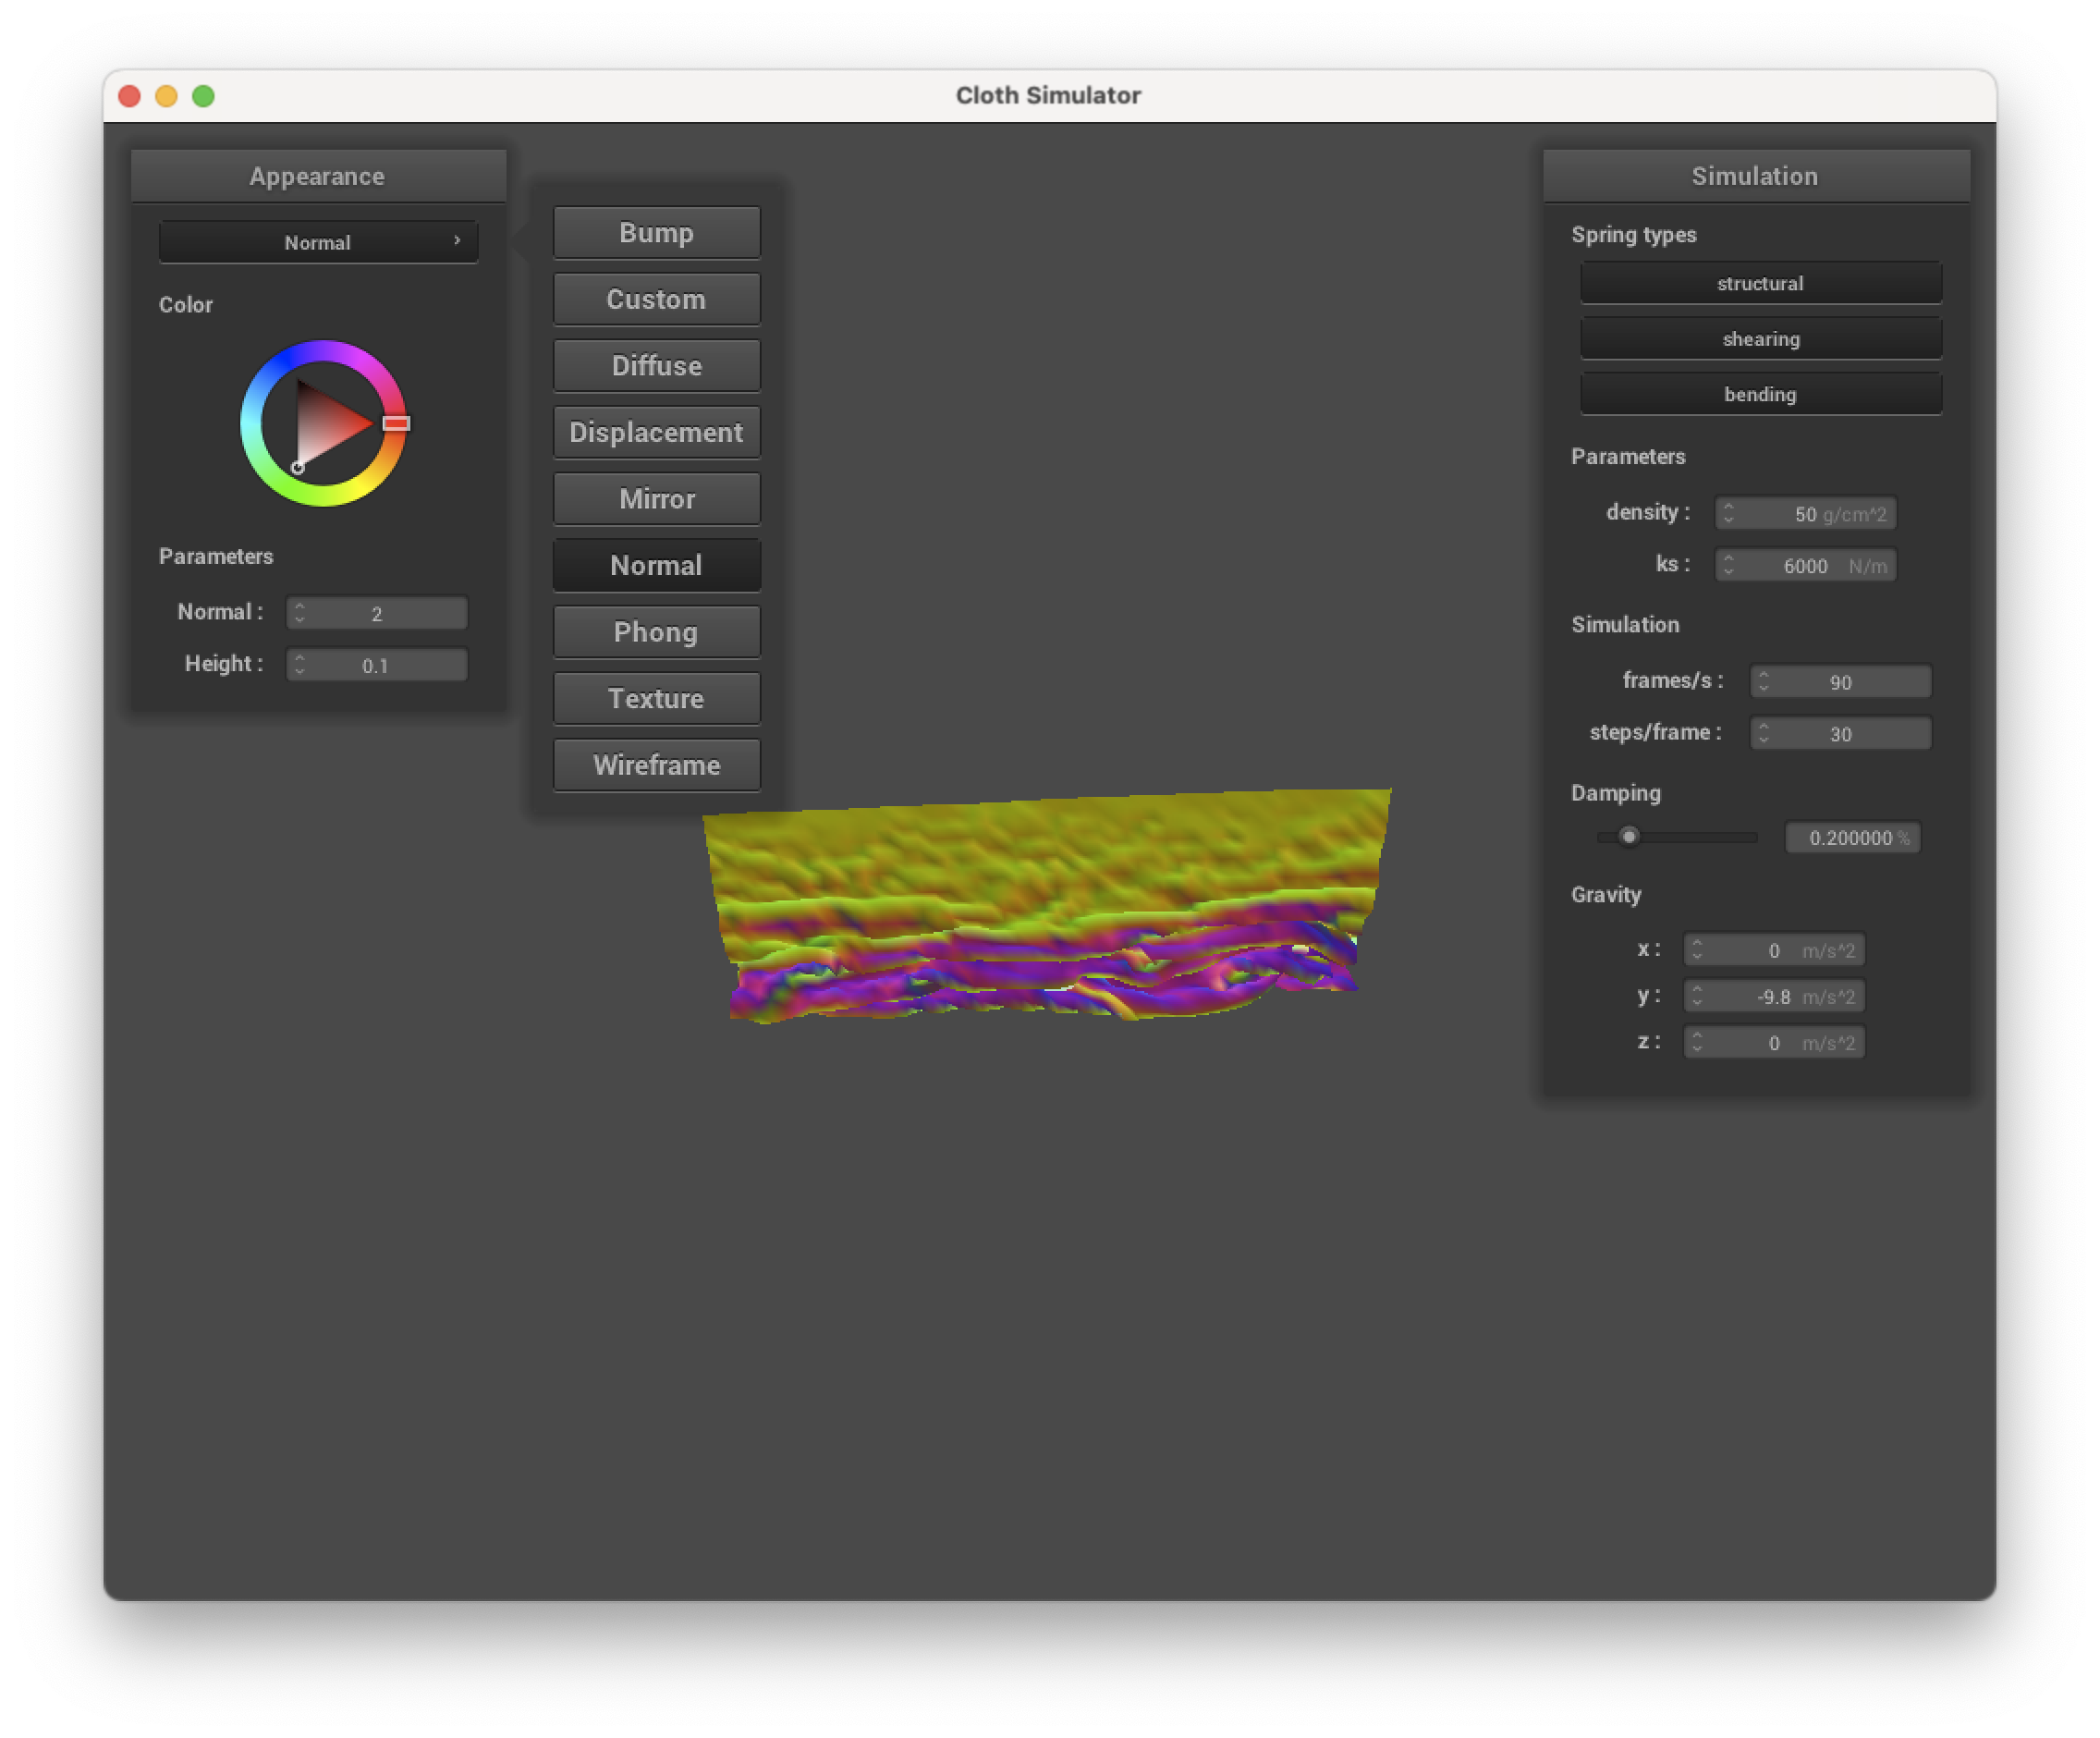 Cloth Simulator
Appearance
Normal
Color
Parameters
Normal : 2
Height : 0.1
Bump
Custom
Diffuse
Displacement
Mirror
Normal
Phong
Texture
Wireframe
Simulation
Spring types
structural
shearing
bending
Parameters
density : 50 g/cm^2
ks : 6000 N/m
Simulation
frames/s : 90
steps/frame : 30
Damping
0.200000 %
Gravity
x : 0 m/s^2
y : -9.8 m/s^2
z : 0 m/s^2